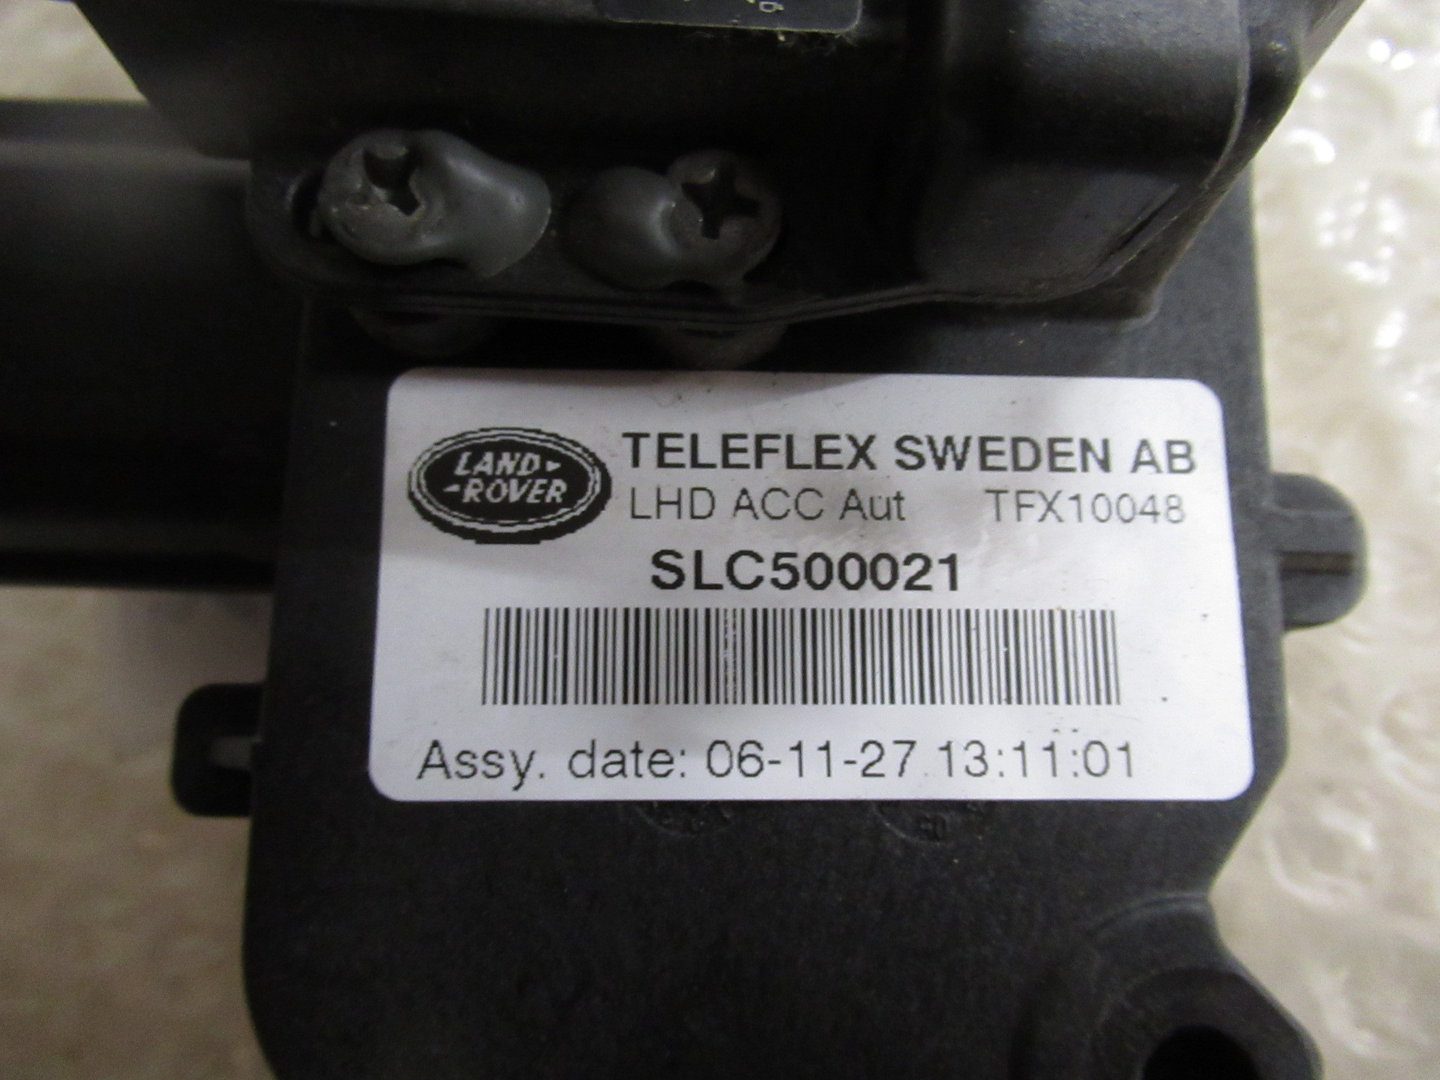 LAND
ROVER
TELEFLEX SWEDEN AB
LHD ACC Aut TFX10048
SLC500021
Assy. date: 06-11-27 13:11:01